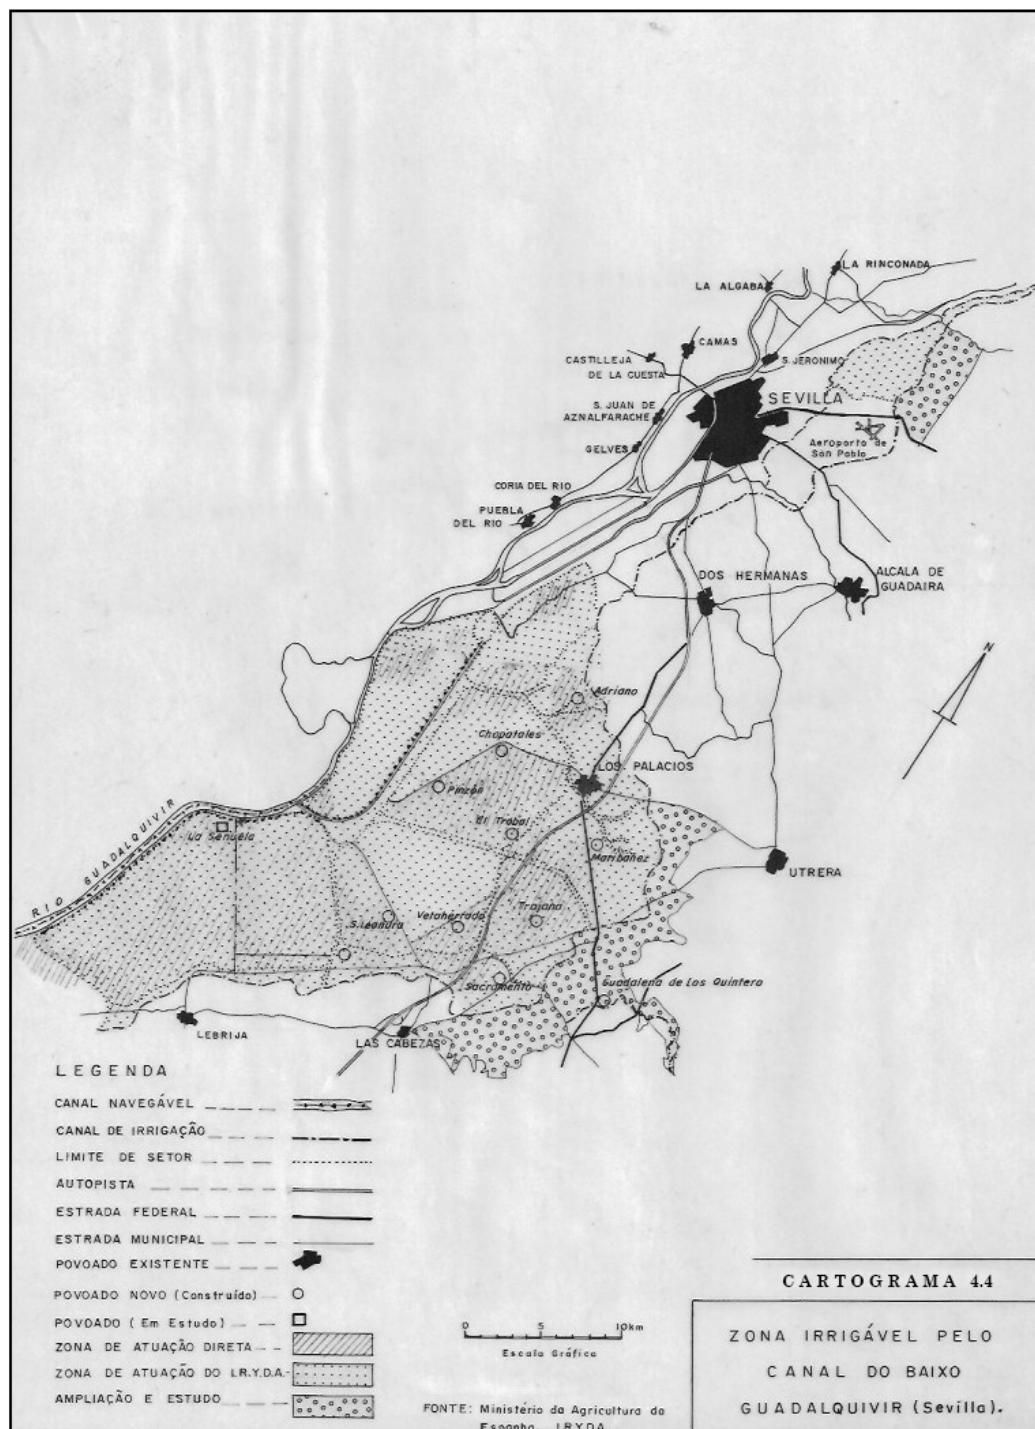 LA RINCONADA
LA ALGABA
CAMAS
S. JERONIMO
CASTILLEJA
DE LA CUESTA
SEVILLA
S. JUAN DE
AZNALFARACHE
Aeroporto de
San Pablo
GELVES
CORIA DEL RIO
PUEBLA
DEL RIO
DOS HERMANAS
ALCALA DE
GUADAIRA
N
Adriano
Chapatales
LOS PALACIOS
Pinzón
RIO GUADALQUIVIR
La Señuela
El Trobal
Maribáñez
UTRERA
S. Leandro
Vetaherrado
Trajano
Sacramento
Guadalena de Los Quintero
LEBRIJA
LAS CABEZAS
LEGENDA
CANAL NAVEGÁVEL
CANAL DE IRRIGAÇÃO
LIMITE DE SETOR
AUTOPISTA
ESTRADA FEDERAL
ESTRADA MUNICIPAL
POVOADO EXISTENTE
POVOADO NOVO (Construído)
POVOADO (Em Estudo)
ZONA DE ATUAÇÃO DIRETA
ZONA DE ATUAÇÃO DO I.R.Y.D.A.
AMPLIAÇÃO E ESTUDO
0 5 10km
Escala Gráfica
FONTE: Ministério da Agricultura da
Espanha. I.R.Y.D.A.
CARTOGRAMA 4.4
ZONA IRRIGÁVEL PELO
CANAL DO BAIXO
GUADALQUIVIR (Sevilla).